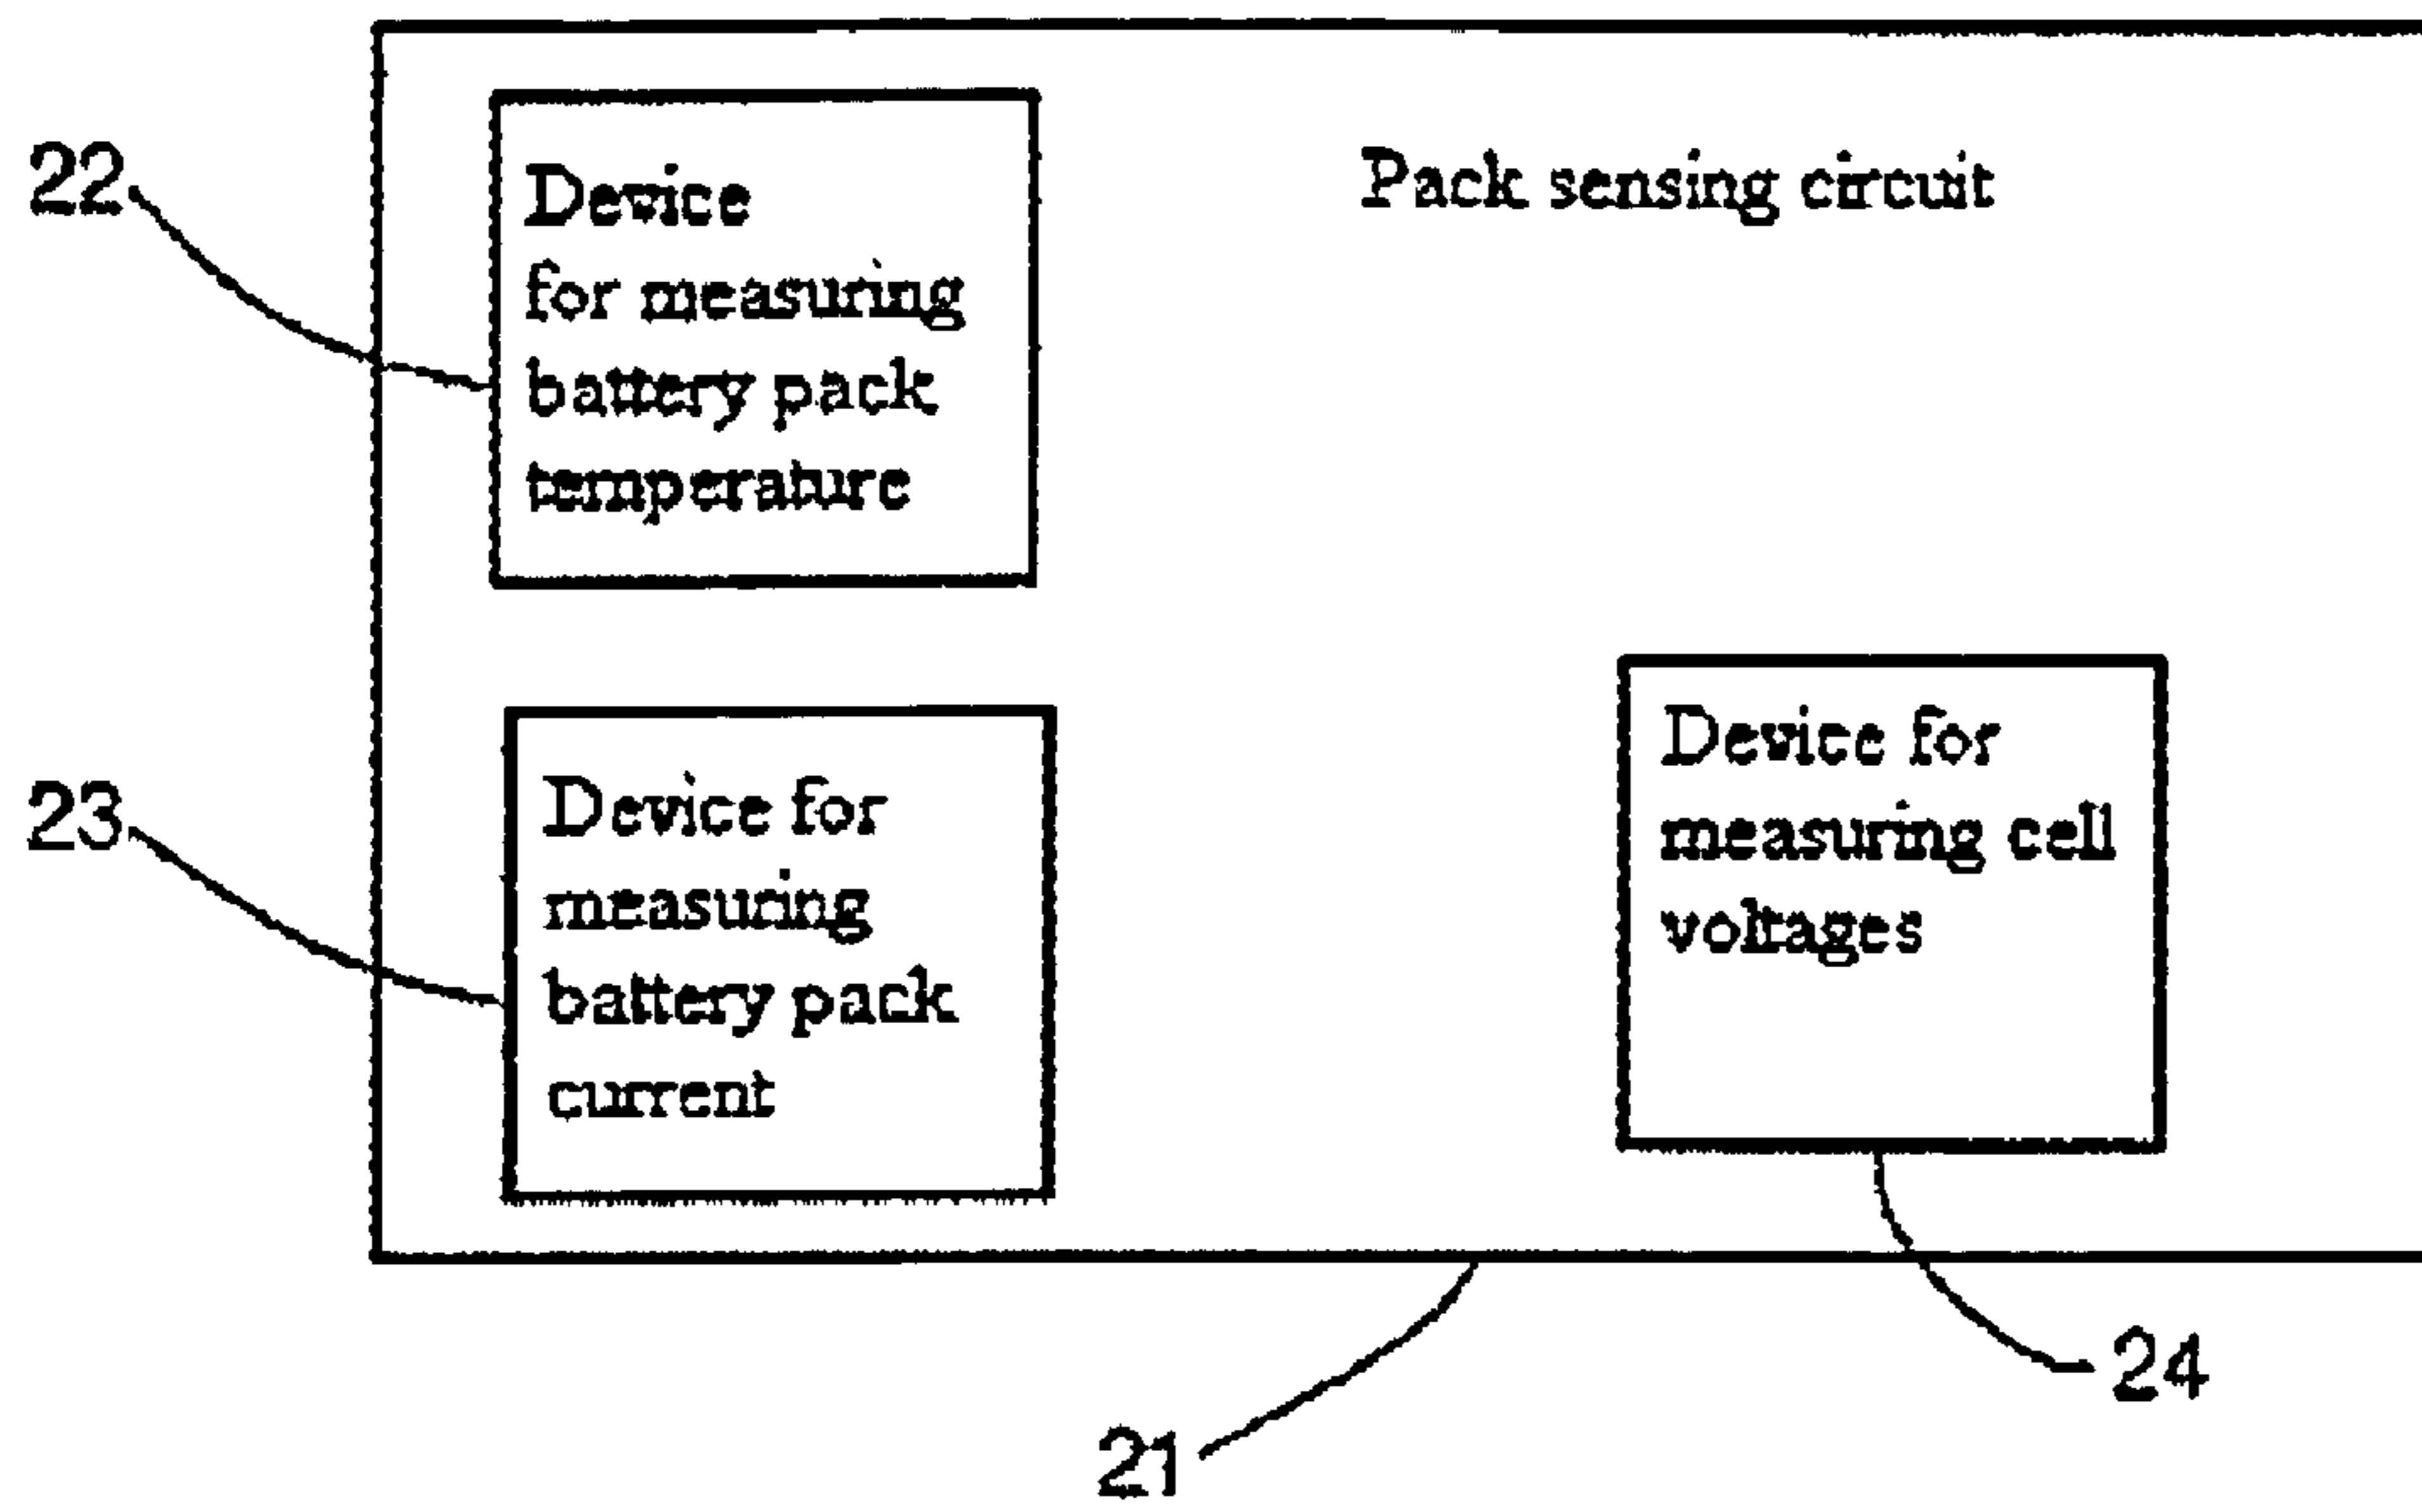 22
Device
for measuring
battery pack
temperature
Pack sensing circuit
23
Device for
measuring
battery pack
current
Device for
measuring cell
voltages
24
21